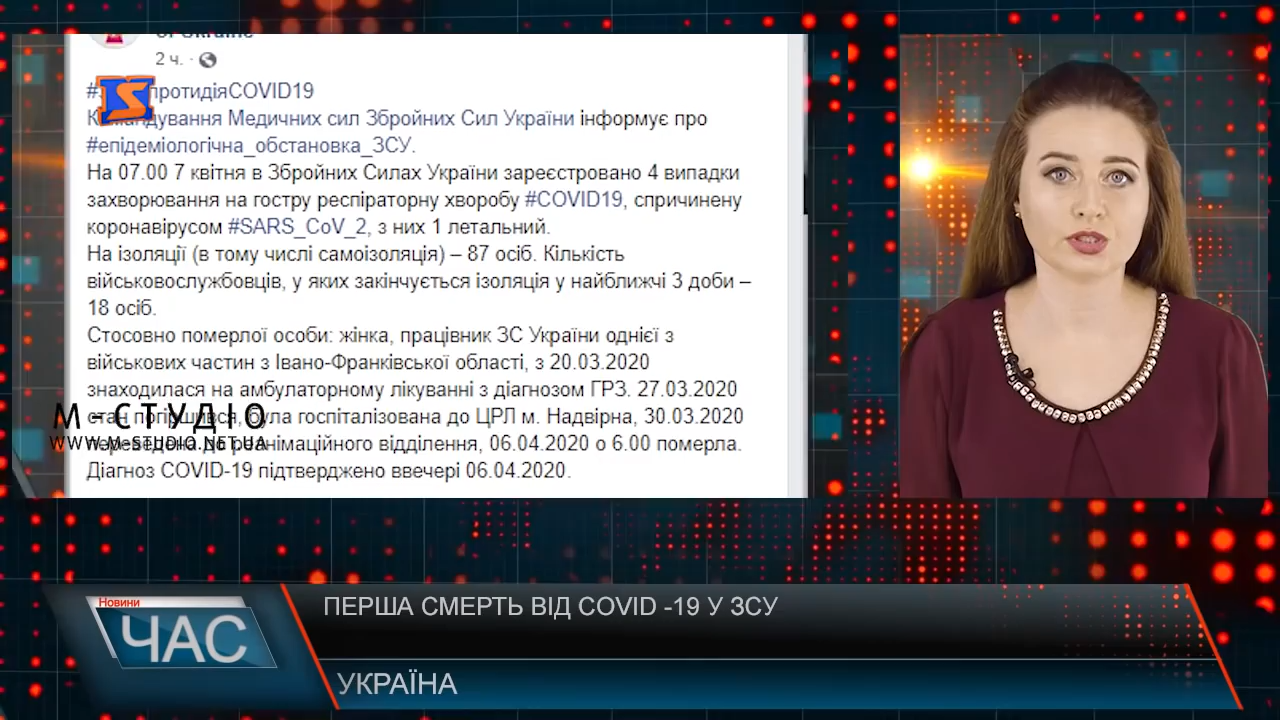 2 ч.
протидіяCOVID19
Командування Медичних сил Збройних Сил України інформує про
#епідеміологічна_обстановка_ЗСУ.
На 07.00 7 квітня в Збройних Силах України зареєстровано 4 випадки
захворювання на гостру респіраторну хворобу #COVID19, спричинену
коронавірусом #SARS_CoV_2, з них 1 летальний.
На ізоляції (в тому числі самоізоляція) – 87 осіб. Кількість
військовослужбовців, у яких закінчується ізоляція у найближчі 3 доби –
18 осіб.
Стосовно померлої особи: жінка, працівник ЗС України однієї з
військових частин з Івано-Франківської області, з 20.03.2020
знаходилася на амбулаторному лікуванні з діагнозом ГРЗ. 27.03.2020
стан погіршився, була госпіталізована до ЦРЛ м. Надвірна, 30.03.2020
переведена до реанімаційного відділення, 06.04.2020 о 6.00 померла.
Діагноз COVID-19 підтверджено ввечері 06.04.2020.
М-СТУДІО
WWW.M-STUDIO.NET.UA
Новини
ЧАС
ПЕРША СМЕРТЬ ВІД COVID -19 У ЗСУ
УКРАЇНА